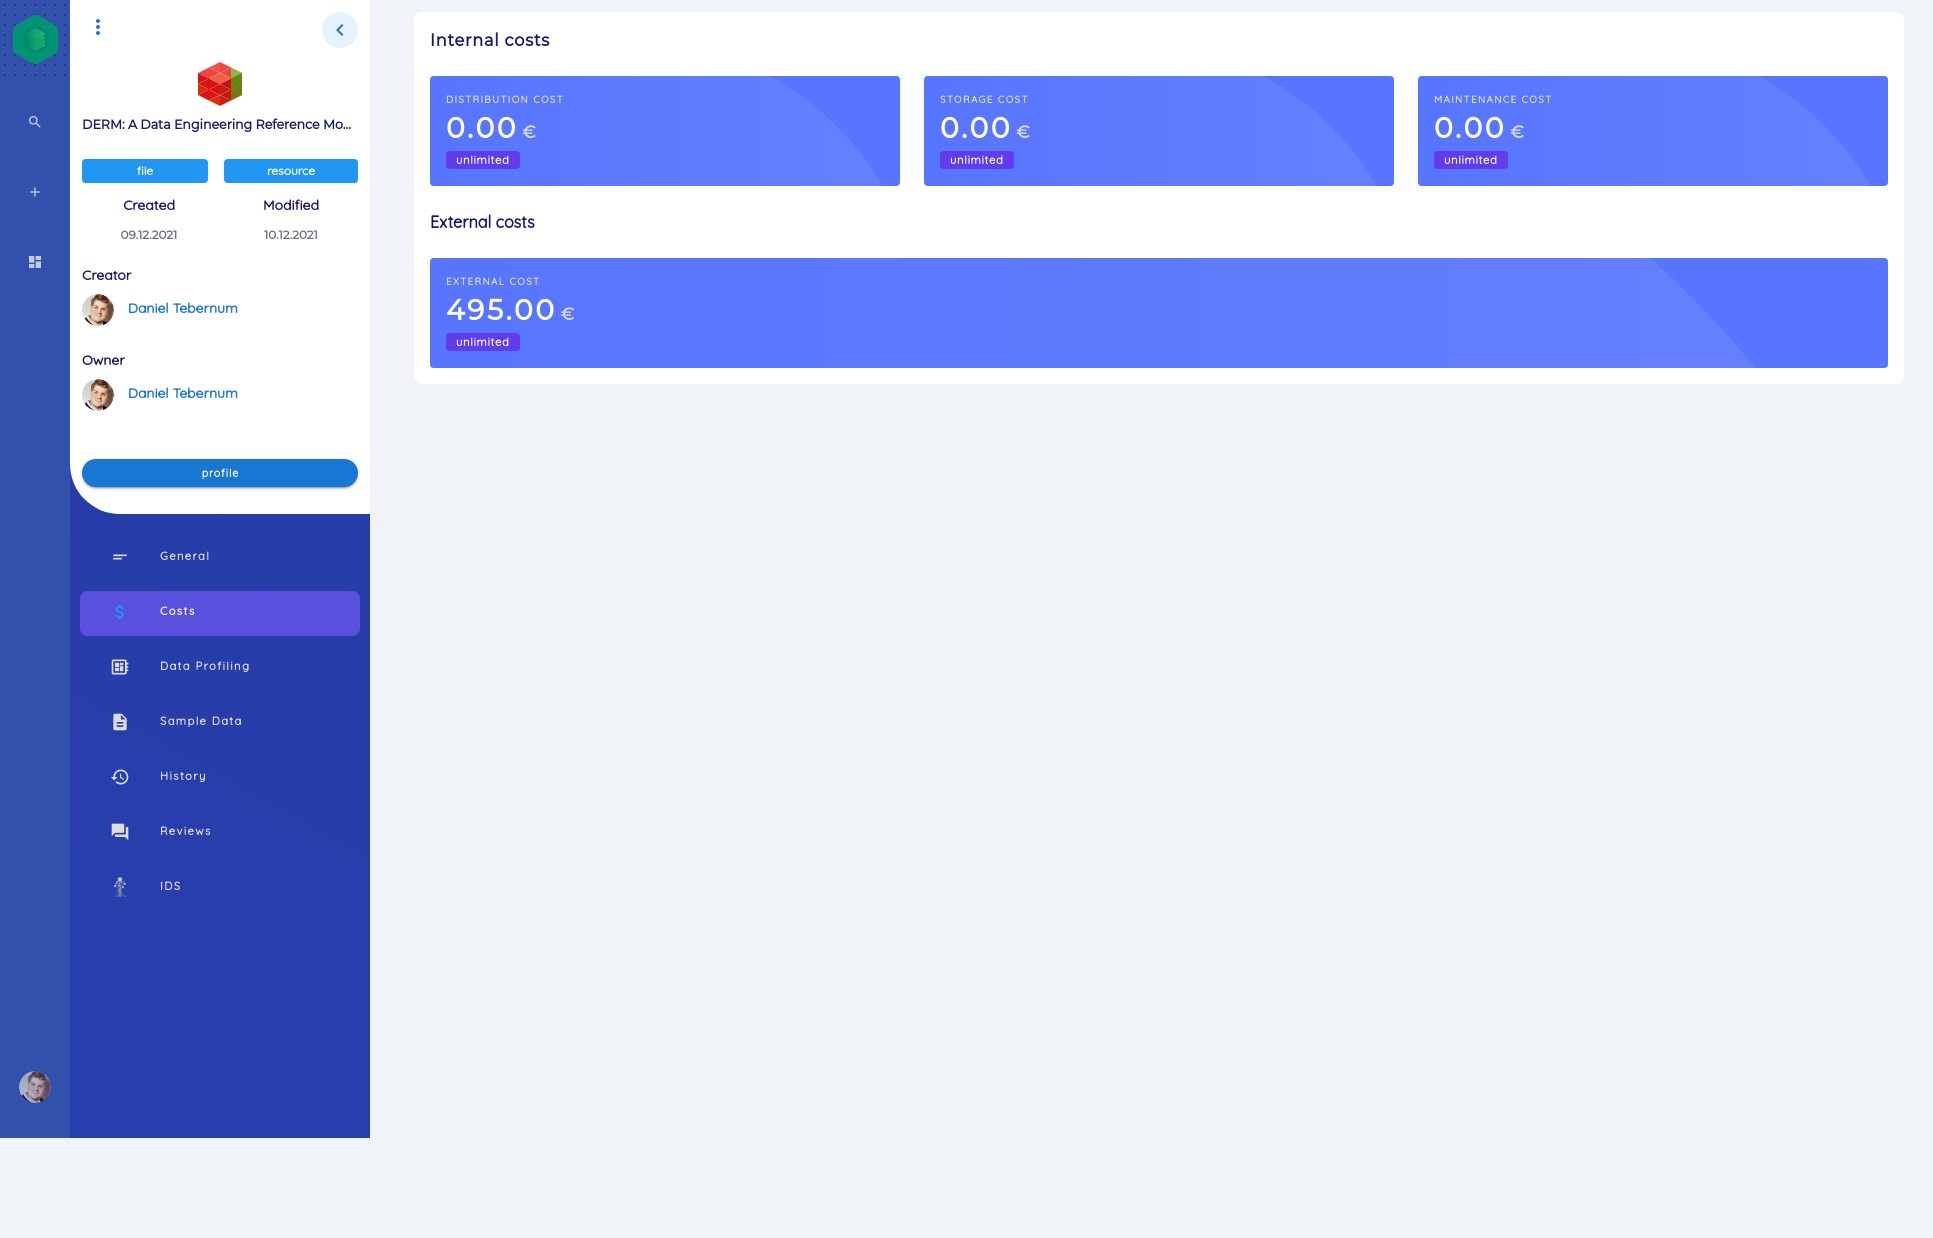 DERM: A Data Engineering Reference Mo...
file
resource
Created
Modified
09.12.2021
10.12.2021
Creator
Daniel Tebernum
Owner
Daniel Tebernum
profile
General
Costs
Data Profiling
Sample Data
History
Reviews
IDS
Internal costs
DISTRIBUTION COST
0.00 €
unlimited
STORAGE COST
0.00 €
unlimited
MAINTENANCE COST
0.00 €
unlimited
External costs
EXTERNAL COST
495.00 €
unlimited